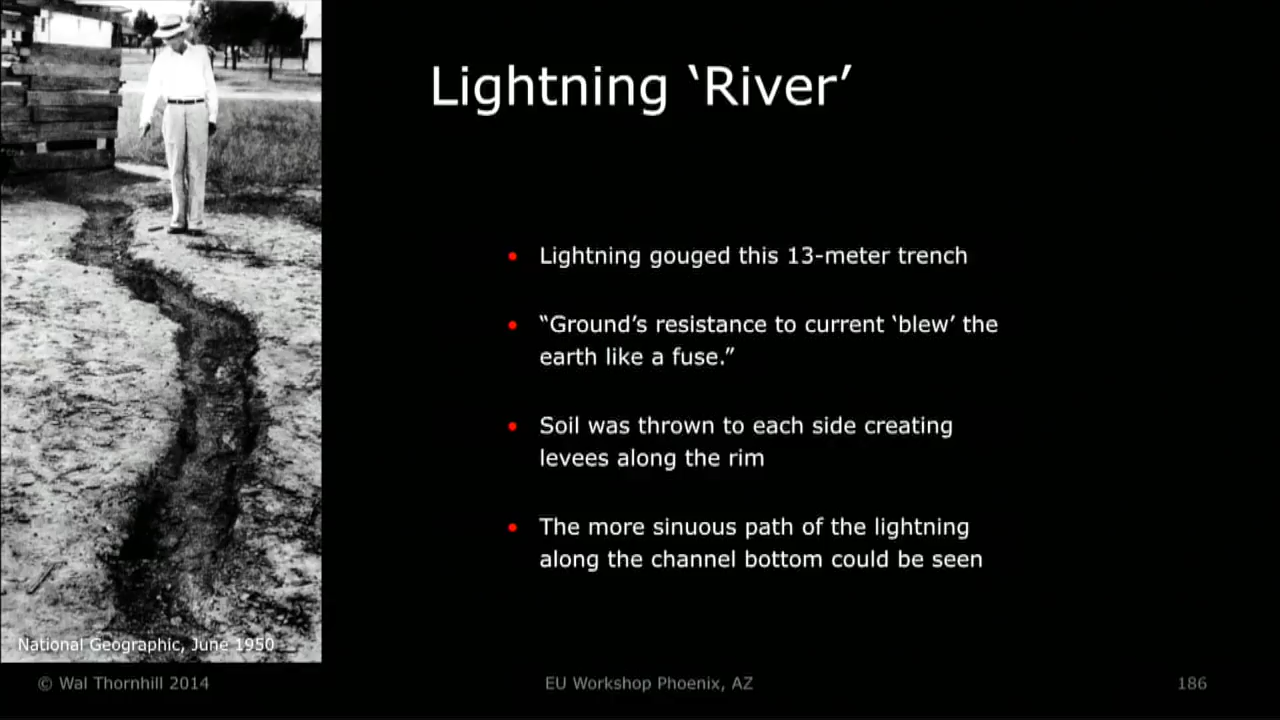 Lightning ‘River’
• Lightning gouged this 13-meter trench
• “Ground’s resistance to current ‘blew’ the
earth like a fuse.”
• Soil was thrown to each side creating
levees along the rim
• The more sinuous path of the lightning
along the channel bottom could be seen
National Geographic, June 1950
© Wal Thornhill 2014
EU Workshop Phoenix, AZ
186